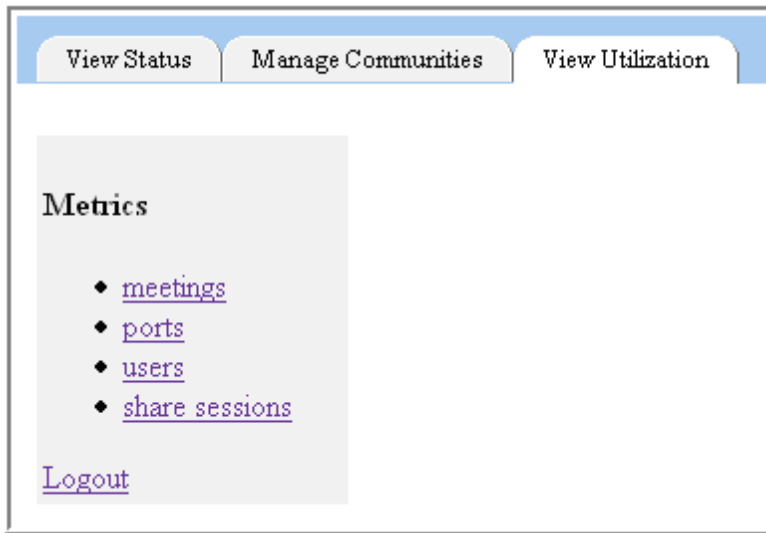 View Status Manage Communities View Utilization
Metrics
meetings
ports
users
share sessions
Logout